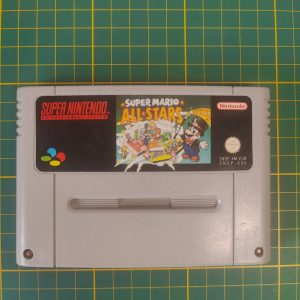 SUPER NINTENDO
ENTERTAINMENT SYSTEM
SUPER MARIO
ALL-STARS
Nintendo